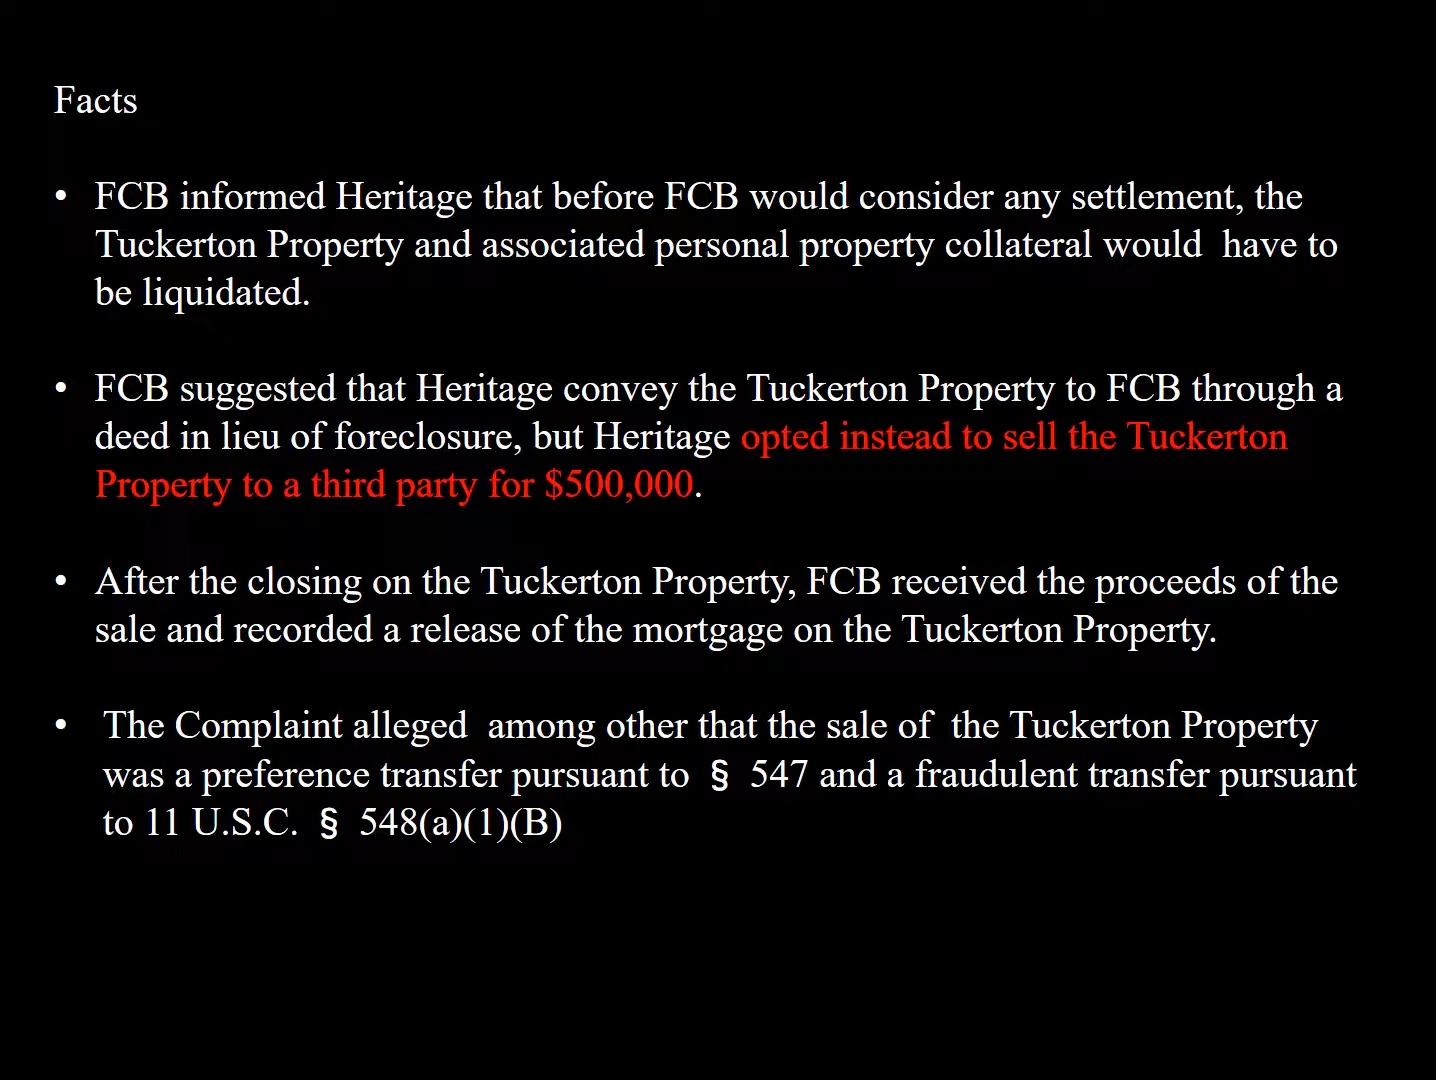 Facts
• FCB informed Heritage that before FCB would consider any settlement, the
Tuckerton Property and associated personal property collateral would  have to
be liquidated.
• FCB suggested that Heritage convey the Tuckerton Property to FCB through a
deed in lieu of foreclosure, but Heritage opted instead to sell the Tuckerton
Property to a third party for $500,000.
• After the closing on the Tuckerton Property, FCB received the proceeds of the
sale and recorded a release of the mortgage on the Tuckerton Property.
• The Complaint alleged  among other that the sale of  the Tuckerton Property
was a preference transfer pursuant to § 547 and a fraudulent transfer pursuant
to 11 U.S.C. § 548(a)(1)(B)